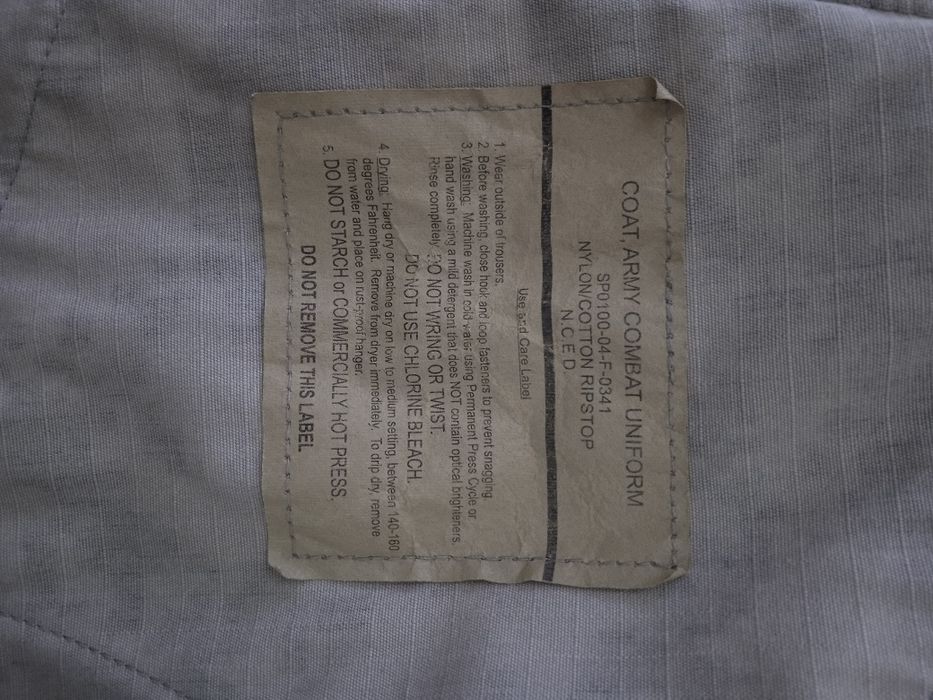 COAT, ARMY COMBAT UNIFORM
SP0100-04-F-0341
NYLON/COTTON RIPSTOP
N.C.E.D.
Use and Care Label
1. Wear outside of trousers.
2. Before washing, close hook and loop fasteners to prevent snagging.
3. Washing: Machine wash in cold water using Permanent Press Cycle or
hand wash using a mild detergent that does NOT contain optical brighteners.
Rinse completely. DO NOT WRING OR TWIST.
DO NOT USE CHLORINE BLEACH.
4. Drying: Hang dry or machine dry on low to medium setting, between 140-160
degrees Fahrenheit. Remove from dryer immediately. To drip dry, remove
from water and place on rust-proof hanger.
5. DO NOT STARCH or COMMERCIALLY HOT PRESS.
DO NOT REMOVE THIS LABEL